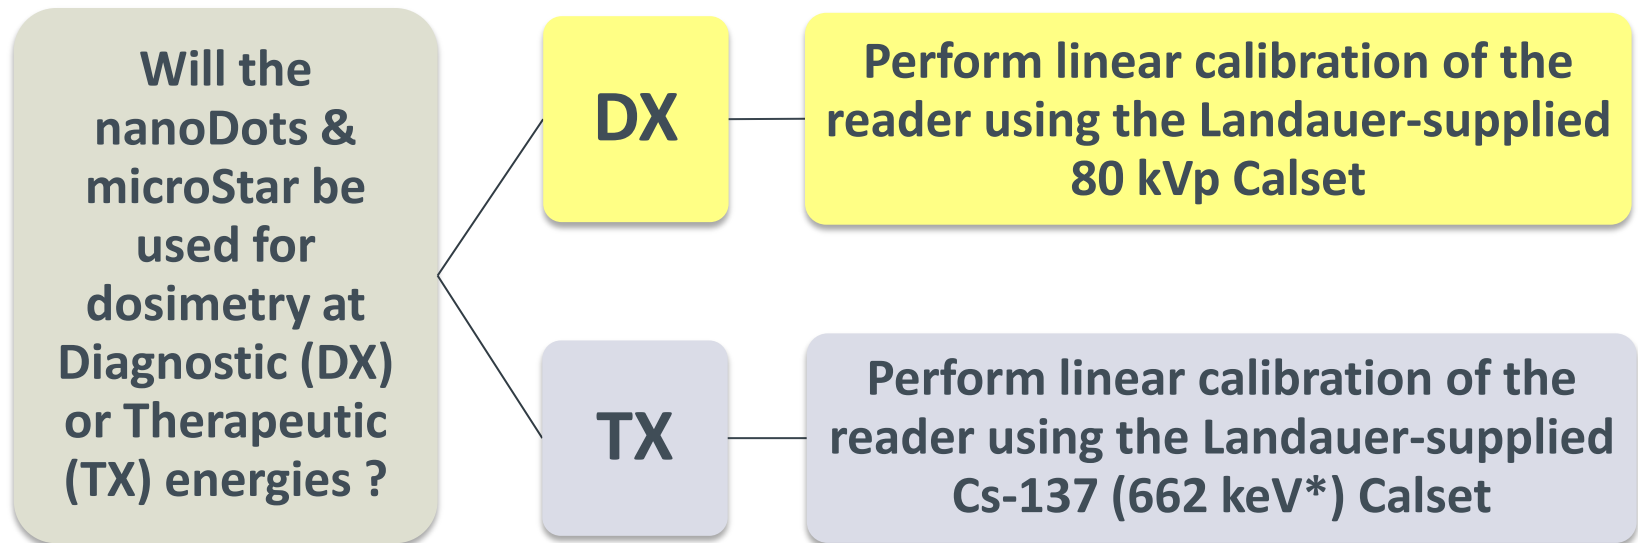 Will the
nanoDots &
microStar be
used for
dosimetry at
Diagnostic (DX)
or Therapeutic
(TX) energies ?
DX
Perform linear calibration of the
reader using the Landauer-supplied
80 kVp Calset
TX
Perform linear calibration of the
reader using the Landauer-supplied
Cs-137 (662 keV*) Calset